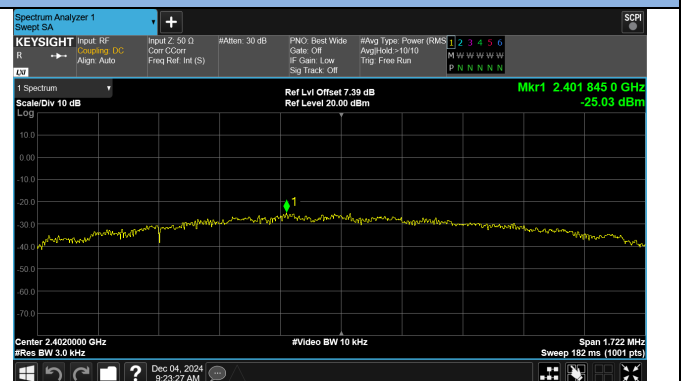 Spectrum Analyzer 1
Swept SA
SCPI
KEYSIGHT
R
LXI
Input: RF
Coupling: DC
Align: Auto
Input Z: 50 Ω
Corr CCorr
Freq Ref: Int (S)
#Atten: 30 dB
PNO: Best Wide
Gate: Off
IF Gain: Low
Sig Track: Off
#Avg Type: Power (RMS
Avg|Hold:>10/10
Trig: Free Run
1 2 3 4 5 6
M W W W W W
P N N N N N
1 Spectrum
Scale/Div 10 dB
Ref Lvl Offset 7.39 dB
Ref Level 20.00 dBm
Mkr1 2.401 845 0 GHz
-25.03 dBm
Log
10.0
0.00
-10.0
-20.0
-30.0
-40.0
-50.0
-60.0
-70.0
1
Center 2.4020000 GHz
#Res BW 3.0 kHz
#Video BW 10 kHz
Span 1.722 MHz
Sweep 182 ms (1001 pts)
?
Dec 04, 2024
9:23:27 AM